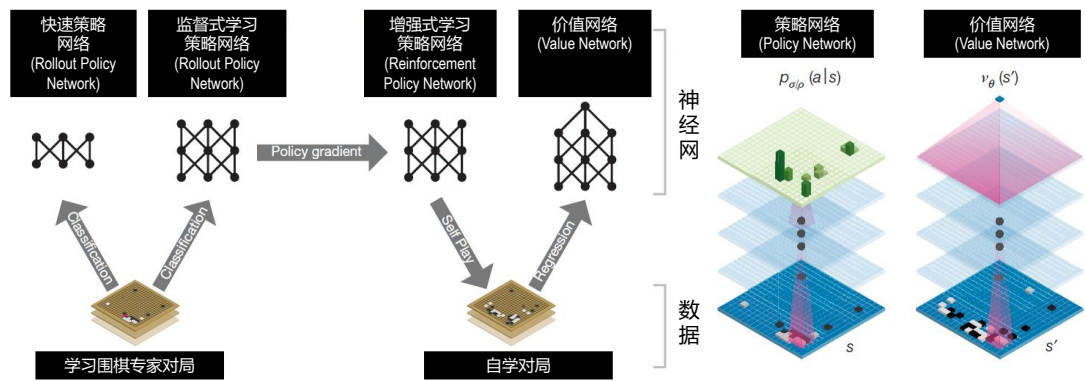 快速策略
网络
(Rollout Policy
Network)
监督式学习
策略网络
(Rollout Policy
Network)
增强式学习
策略网络
(Reinforcement
Policy Network)
价值网络
(Value Network)
策略网络
(Policy Network)
价值网络
(Value Network)
p_{σ/ρ} (a|s)
ν_θ (s′)
神经网
Policy gradient
Classification
Classification
Self Play
Regression
数据
s
s′
学习围棋专家对局
自学对局